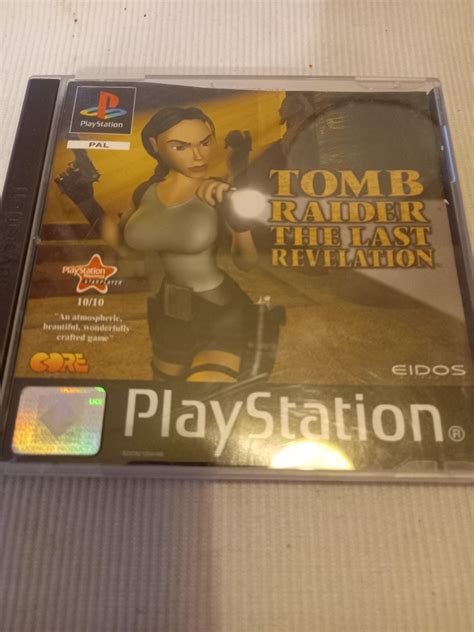 PlayStation
PAL
TOMB
RAIDER
THE LAST
REVELATION
PlayStation
STARPLAYER
10/10
"An atmospheric,
beautiful, wonderfully
crafted game"
CORE
EIDOS
PlayStation®